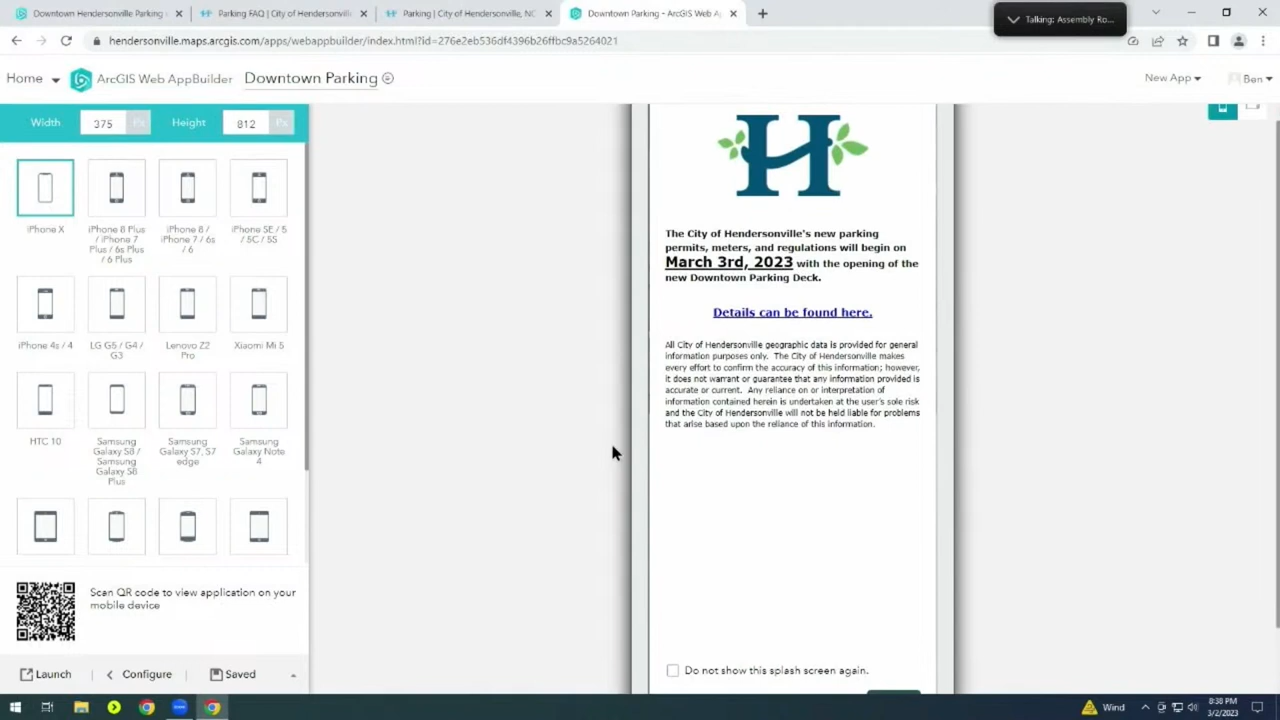 Downtown Hendersonville Parking
Parking FAQ | City of Hendersonville
Parking | City of Hendersonville, NC
Downtown Parking - ArcGIS Web A
Talking: Assembly Ro...
hendersonville.maps.arcgis.com/apps/webappbuilder/index.html?id=276e2eb536df4396b26ffbc9a5264021
Home
ArcGIS Web AppBuilder
Downtown Parking
New App
Ben
Width 375 Px Height 812 Px
iPhone X
iPhone 8 Plus
/ iPhone 7
Plus / 6s Plus
/ 6 Plus
iPhone 8 /
iPhone 7 / 6s
/ 6
iPhone SE / 5
/ 5C / 5S
iPhone 4s / 4
LG G5 / G4 /
G3
Lenovo Z2
Pro
Xiaomi Mi 5
HTC 10
Samsung
Galaxy S8 /
Samsung
Galaxy S8
Plus
Samsung
Galaxy S7, S7
edge
Samsung
Galaxy Note
4
Scan QR code to view application on your
mobile device
Launch
Configure
Saved
H
The City of Hendersonville's new parking
permits, meters, and regulations will begin on
March 3rd, 2023 with the opening of the
new Downtown Parking Deck.
Details can be found here.
All City of Hendersonville geographic data is provided for general
information purposes only. The City of Hendersonville makes
every effort to confirm the accuracy of this information; however,
it does not warrant or guarantee that any information provided is
accurate or current. Any reliance on or interpretation of
information contained herein is undertaken at the user's sole risk
and the City of Hendersonville will not be held liable for problems
that arise based upon the reliance of this information.
Do not show this splash screen again.
Wind
8:38 PM
3/2/2023